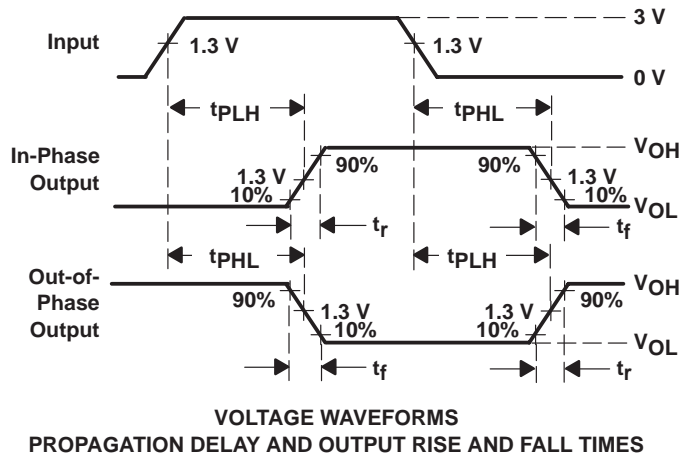 3 V
Input
1.3 V
1.3 V
0 V
tPLH
tPHL
In-Phase
Output
VOH
90%
90%
1.3 V
1.3 V
10%
10%
VOL
tr
tf
tPHL
tPLH
Out-of-
Phase
Output
VOH
90%
90%
1.3 V
1.3 V
10%
10%
VOL
tf
tr
VOLTAGE WAVEFORMS
PROPAGATION DELAY AND OUTPUT RISE AND FALL TIMES